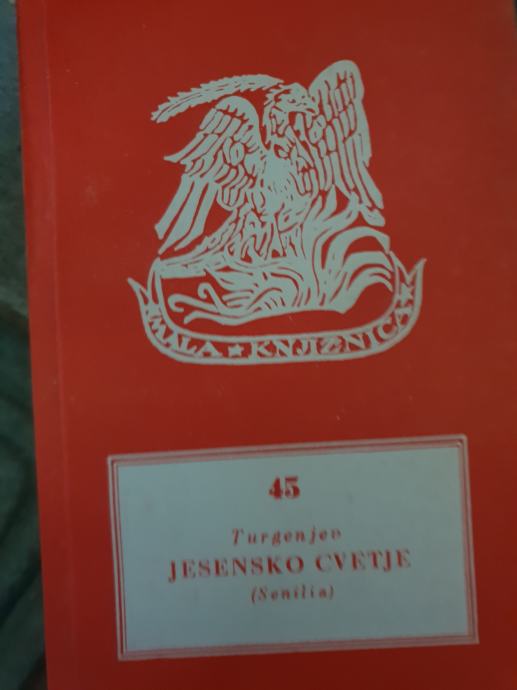 MALA ★ KNJIŽNICA
45
Turgenjev
JESENSKO CVETJE
(Senilia)